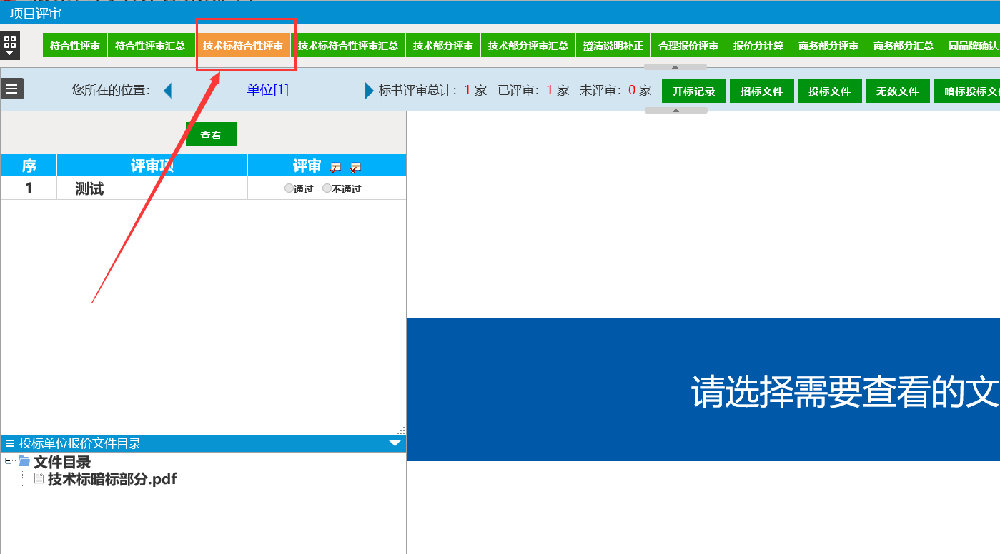 项目评审
符合性评审 符合性评审汇总 技术标符合性评审 技术标符合性评审汇总 技术部分评审 技术部分评审汇总 澄清说明补正 合理报价评审 报价分计算 商务部分评审 商务部分汇总 同品牌确认
您所在的位置： 单位[1] 标书评审总计：1 家 已评审：1 家 未评审：0 家 开标记录 招标文件 投标文件 无效文件 暗标投标文
查看
序 评审项 评审
1 测试 通过 不通过
请选择需要查看的文
投标单位报价文件目录
文件目录
技术标暗标部分.pdf